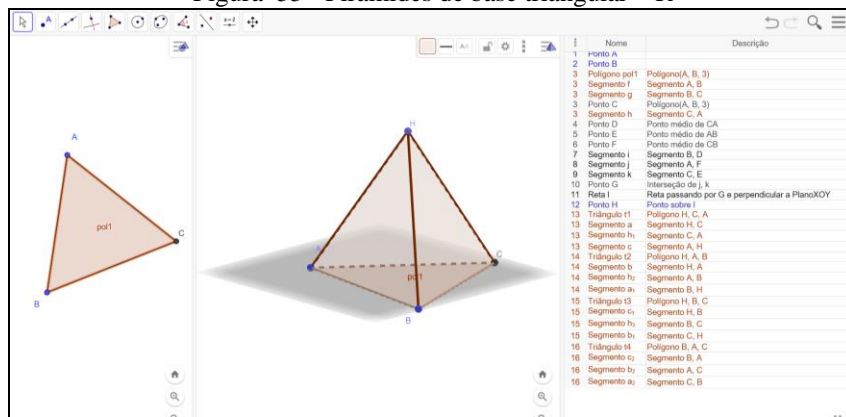 Figura 33 - Pirâmides de base triangular - K
A
B
C
pol1
H
A
C
pol1
B
Nome Descrição
1 Ponto A
2 Ponto B
3 Polígono pol1 Polígono(A, B, 3)
3 Segmento f Segmento A, B
3 Segmento g Segmento B, C
3 Ponto C Polígono(A, B, 3)
3 Segmento h Segmento C, A
4 Ponto D Ponto médio de CA
5 Ponto E Ponto médio de AB
6 Ponto F Ponto médio de CB
7 Segmento i Segmento B, D
8 Segmento j Segmento A, F
9 Segmento k Segmento C, E
10 Ponto G Interseção de j, k
11 Reta l Reta passando por G e perpendicular a PlanoXOY
12 Ponto H Ponto sobre l
13 Triângulo t1 Polígono H, C, A
13 Segmento a Segmento H, C
13 Segmento h₁ Segmento C, A
13 Segmento c Segmento A, H
14 Triângulo t2 Polígono H, A, B
14 Segmento b Segmento H, A
14 Segmento h₂ Segmento A, B
14 Segmento a₁ Segmento B, H
15 Triângulo t3 Polígono H, B, C
15 Segmento c₁ Segmento H, B
15 Segmento h₃ Segmento B, C
15 Segmento b₁ Segmento C, H
16 Triângulo t4 Polígono B, A, C
16 Segmento c₂ Segmento B, A
16 Segmento b₂ Segmento A, C
16 Segmento a₂ Segmento C, B